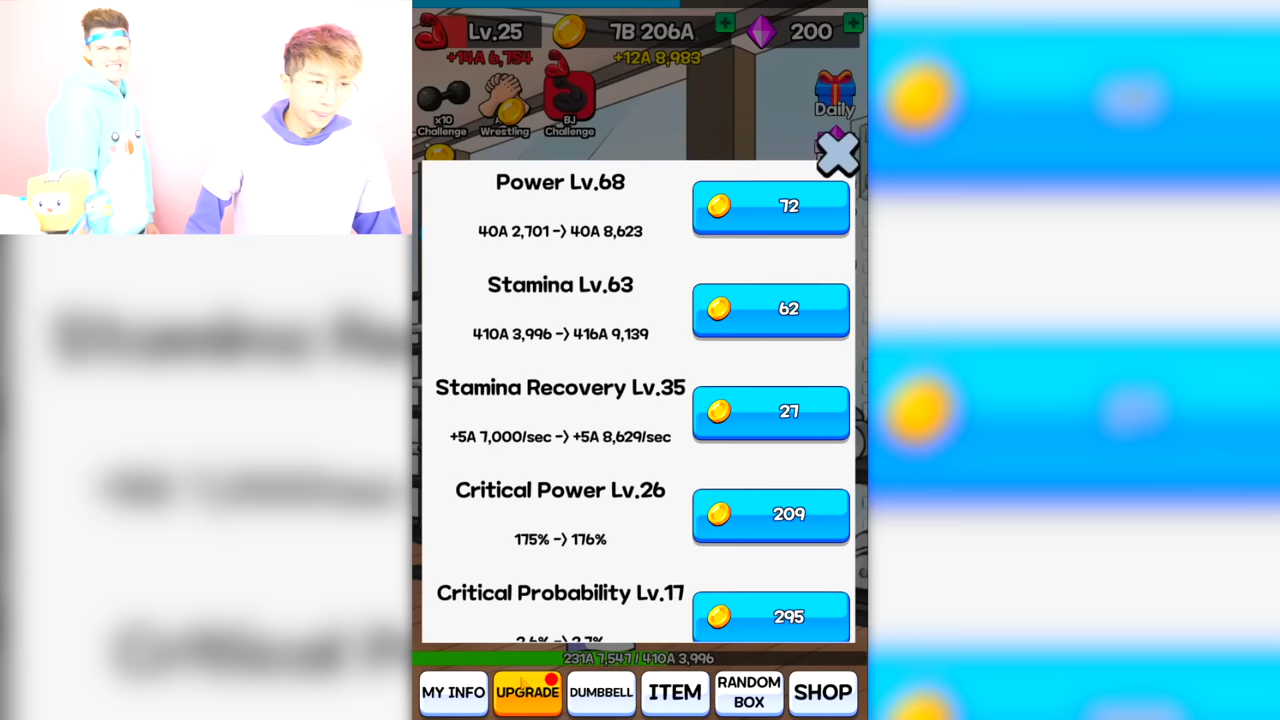 Lv.25
7B 206A
200
+14A 6,754
+12A 8,983
x10
Challenge
Wrestling
BJ
Challenge
Daily
Power Lv.68
72
40A 2,701 -> 40A 8,623
Stamina Lv.63
62
410A 3,996 -> 416A 9,139
Stamina Recovery Lv.35
27
+5A 7,000/sec -> +5A 8,629/sec
Critical Power Lv.26
209
175% -> 176%
Critical Probability Lv.17
295
231A 7,547 / 410A 3,996
MY INFO
UPGRADE
DUMBBELL
ITEM
RANDOM
BOX
SHOP